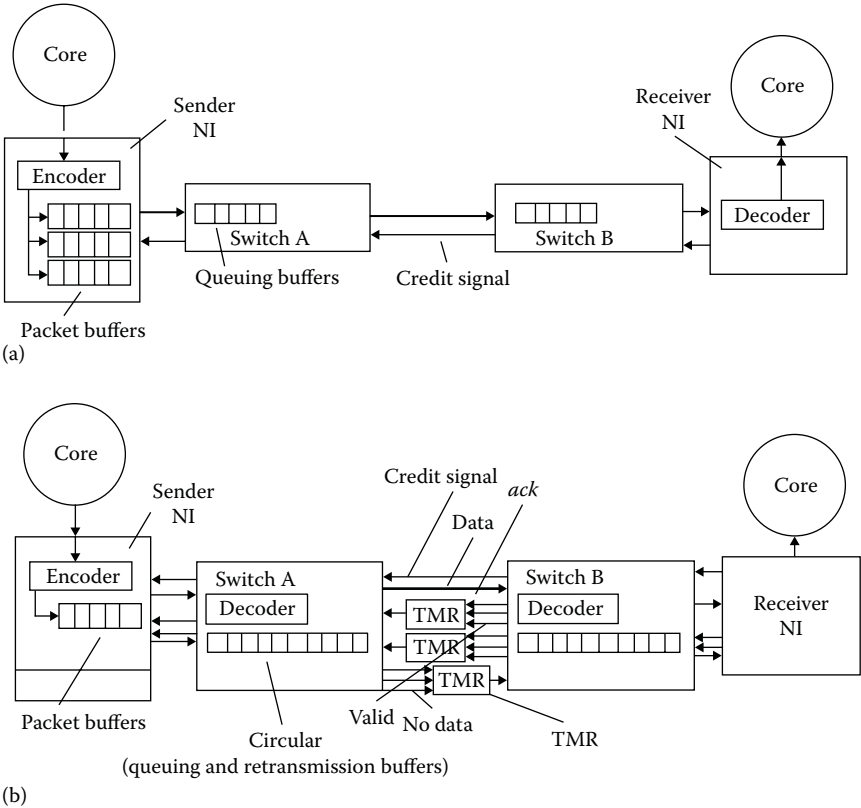 Core
Sender
NI
Receiver
NI
Core
Encoder
Decoder
Switch A
Switch B
Queuing buffers
Credit signal
Packet buffers
(a)
Core
Credit signal
ack
Core
Sender
NI
Data
Encoder
Switch A
Switch B
Decoder
TMR
Decoder
Receiver
NI
TMR
TMR
Valid
No data
Packet buffers
TMR
Circular
(queuing and retransmission buffers)
(b)